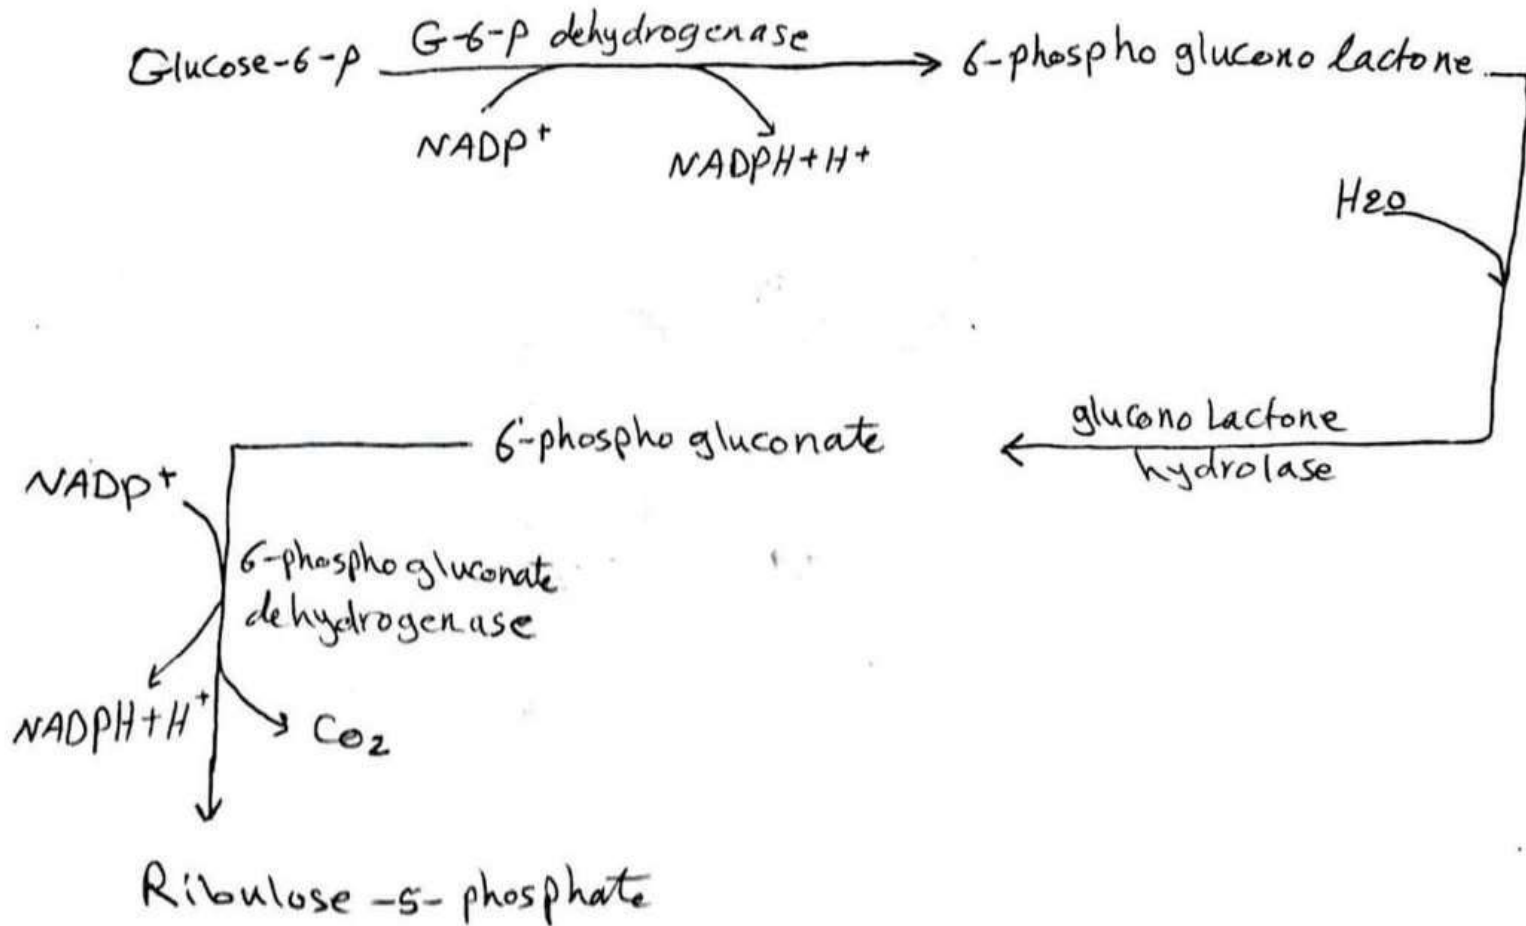 Glucose-6-P G-6-P dehydrogenase 6-phospho glucono lactone
NADP+ NADPH+H+
H2O
6-phospho gluconate glucono Lactone
hydrolase
NADP+
6-phospho gluconate
dehydrogenase
NADPH+H+
CO2
Ribulose -5- phosphate